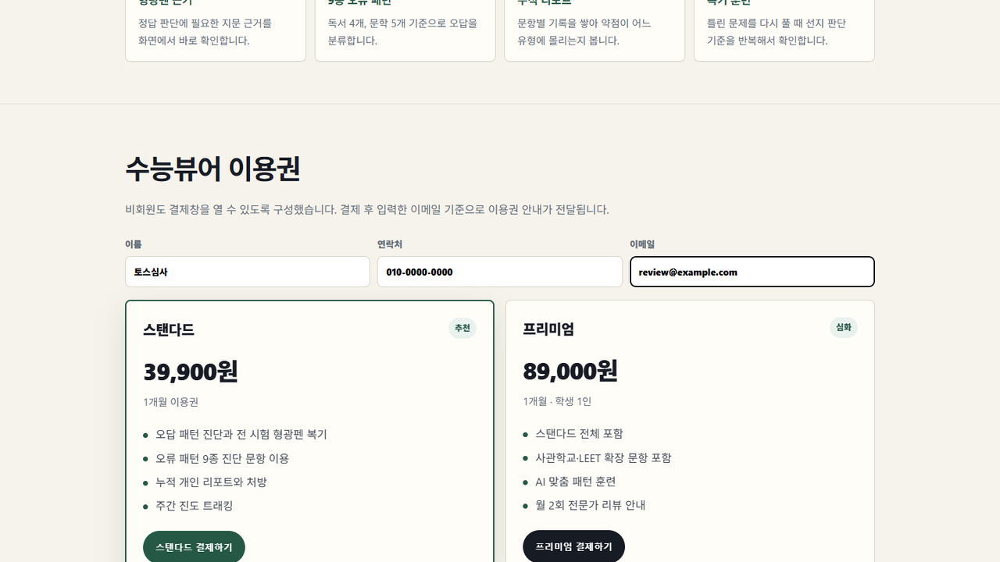 정답 판단에 필요한 지문 근거를
화면에서 바로 확인합니다.
독서 4개, 문학 5개 기준으로 오답을
분류합니다.
문항별 기록을 쌓아 약점이 어느
유형에 몰리는지 봅니다.
틀린 문제를 다시 풀 때 선지 판단
기준을 반복해서 확인합니다.
수능뷰어 이용권
비회원도 결제창을 열 수 있도록 구성했습니다. 결제 후 입력한 이메일 기준으로 이용권 안내가 전달됩니다.
이름
토스심사
연락처
010-0000-0000
이메일
review@example.com
스탠다드
추천
39,900원
1개월 이용권
오답 패턴 진단과 전 시험 형광펜 복기
오류 패턴 9종 진단 문항 이용
누적 개인 리포트와 처방
주간 진도 트래킹
스탠다드 결제하기
프리미엄
심화
89,000원
1개월 · 학생 1인
스탠다드 전체 포함
사관학교·LEET 확장 문항 포함
AI 맞춤 패턴 훈련
월 2회 전문가 리뷰 안내
프리미엄 결제하기